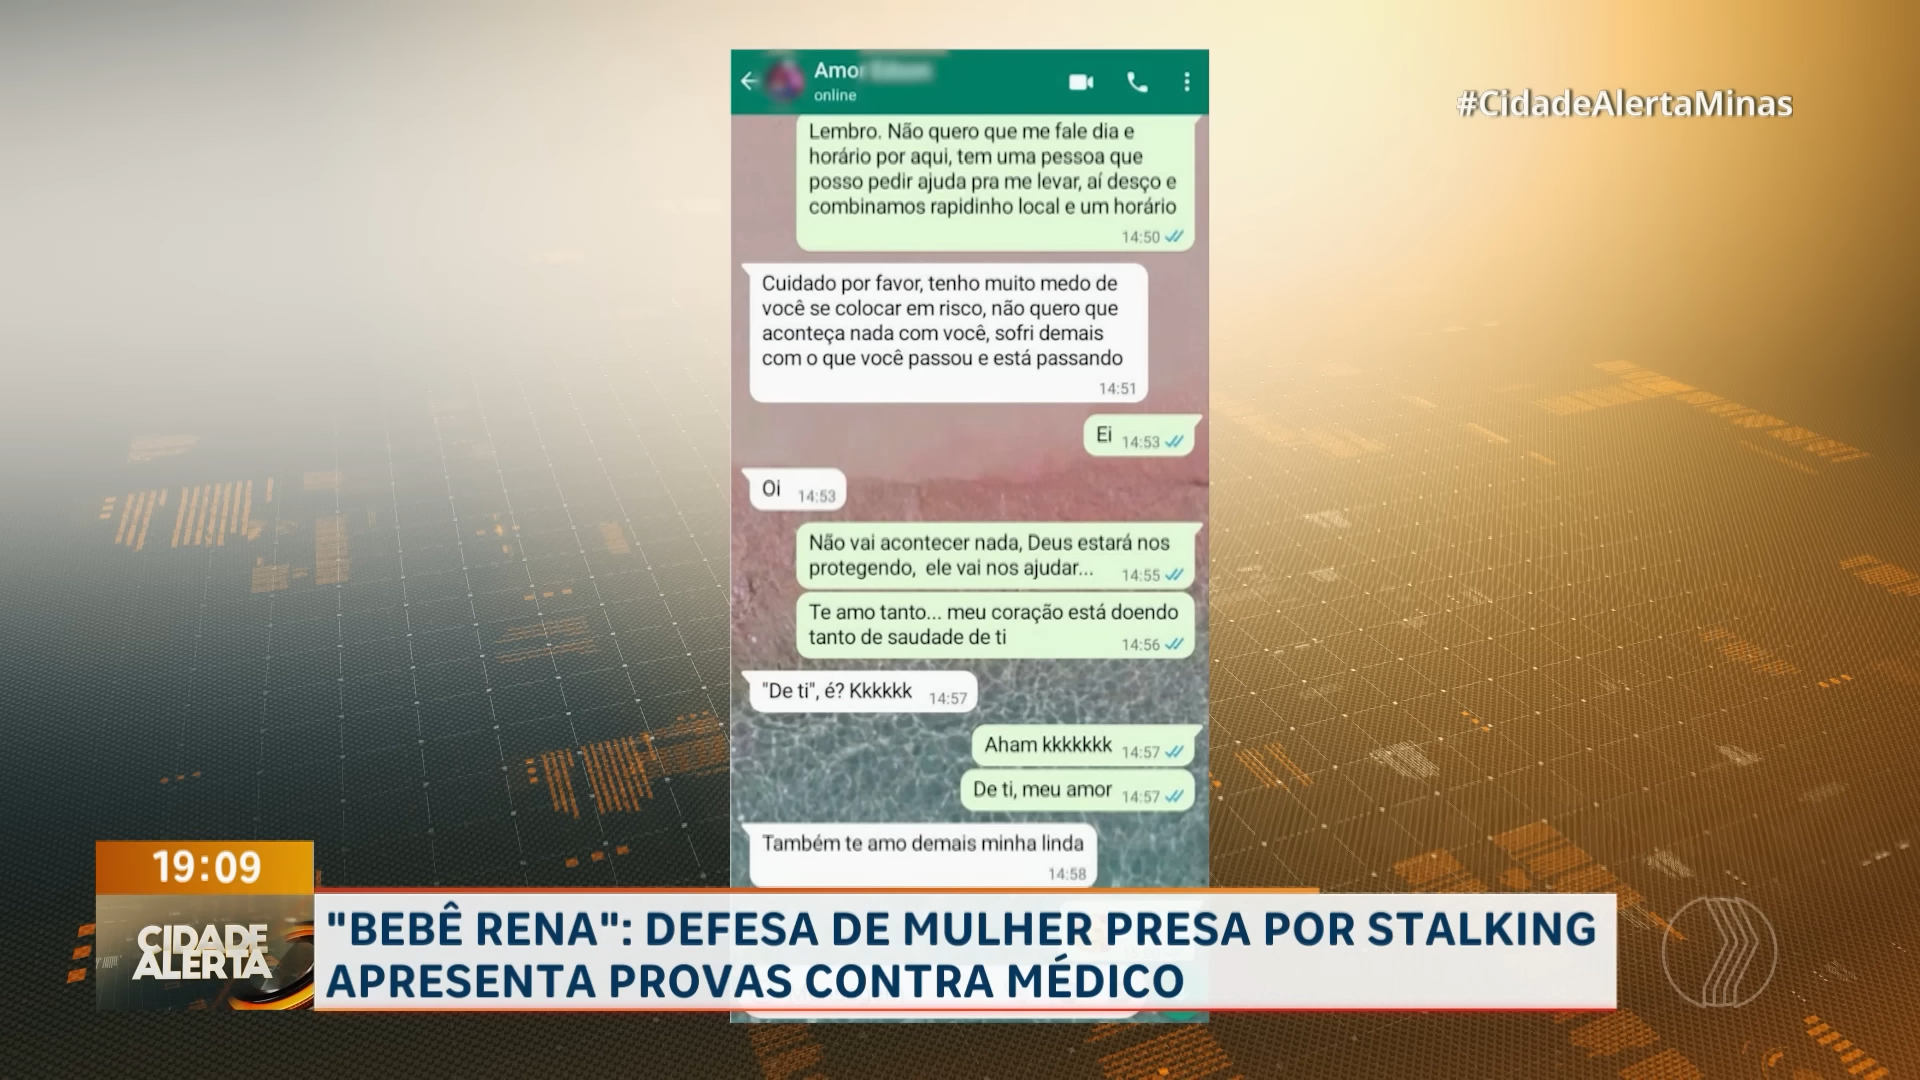 Amor
online
#CidadeAlertaMinas
Lembro. Não quero que me fale dia e
horário por aqui, tem uma pessoa que
posso pedir ajuda pra me levar, aí desço e
combinamos rapidinho local e um horário
14:50
Cuidado por favor, tenho muito medo de
você se colocar em risco, não quero que
aconteça nada com você, sofri demais
com o que você passou e está passando
14:51
Ei 14:53
Oi 14:53
Não vai acontecer nada, Deus estará nos
protegendo, ele vai nos ajudar... 14:55
Te amo tanto... meu coração está doendo
tanto de saudade de ti 14:56
"De ti", é? Kkkkkk 14:57
Aham kkkkkkk 14:57
De ti, meu amor 14:57
Também te amo demais minha linda
14:58
19:09
CIDADE
ALERTA
"BEBÊ RENA": DEFESA DE MULHER PRESA POR STALKING
APRESENTA PROVAS CONTRA MÉDICO